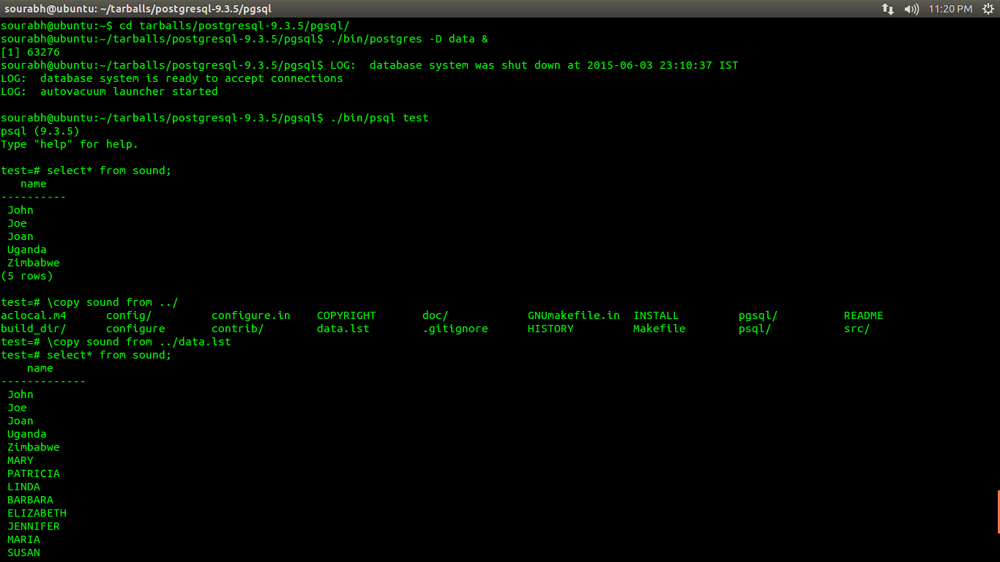 sourabh@ubuntu: ~/tarballs/postgresql-9.3.5/pgsql 11:20 PM
sourabh@ubuntu:~$ cd tarballs/postgresql-9.3.5/pgsql/
sourabh@ubuntu:~/tarballs/postgresql-9.3.5/pgsql$ ./bin/postgres -D data &
[1] 63276
sourabh@ubuntu:~/tarballs/postgresql-9.3.5/pgsql$ LOG:  database system was shut down at 2015-06-03 23:10:37 IST
LOG:  database system is ready to accept connections
LOG:  autovacuum launcher started
sourabh@ubuntu:~/tarballs/postgresql-9.3.5/pgsql$ ./bin/psql test
psql (9.3.5)
Type "help" for help.
test=# select* from sound;
   name
----------
 John
 Joe
 Joan
 Uganda
 Zimbabwe
(5 rows)
test=# \copy sound from ../
aclocal.m4      config/         configure.in    COPYRIGHT       doc/            GNUmakefile.in  INSTALL         pgsql/          README
build_dir/      configure       contrib/        data.lst        .gitignore      HISTORY         Makefile        psql/           src/
test=# \copy sound from ../data.lst
test=# select* from sound;
    name
-------------
 John
 Joe
 Joan
 Uganda
 Zimbabwe
 MARY
 PATRICIA
 LINDA
 BARBARA
 ELIZABETH
 JENNIFER
 MARIA
 SUSAN